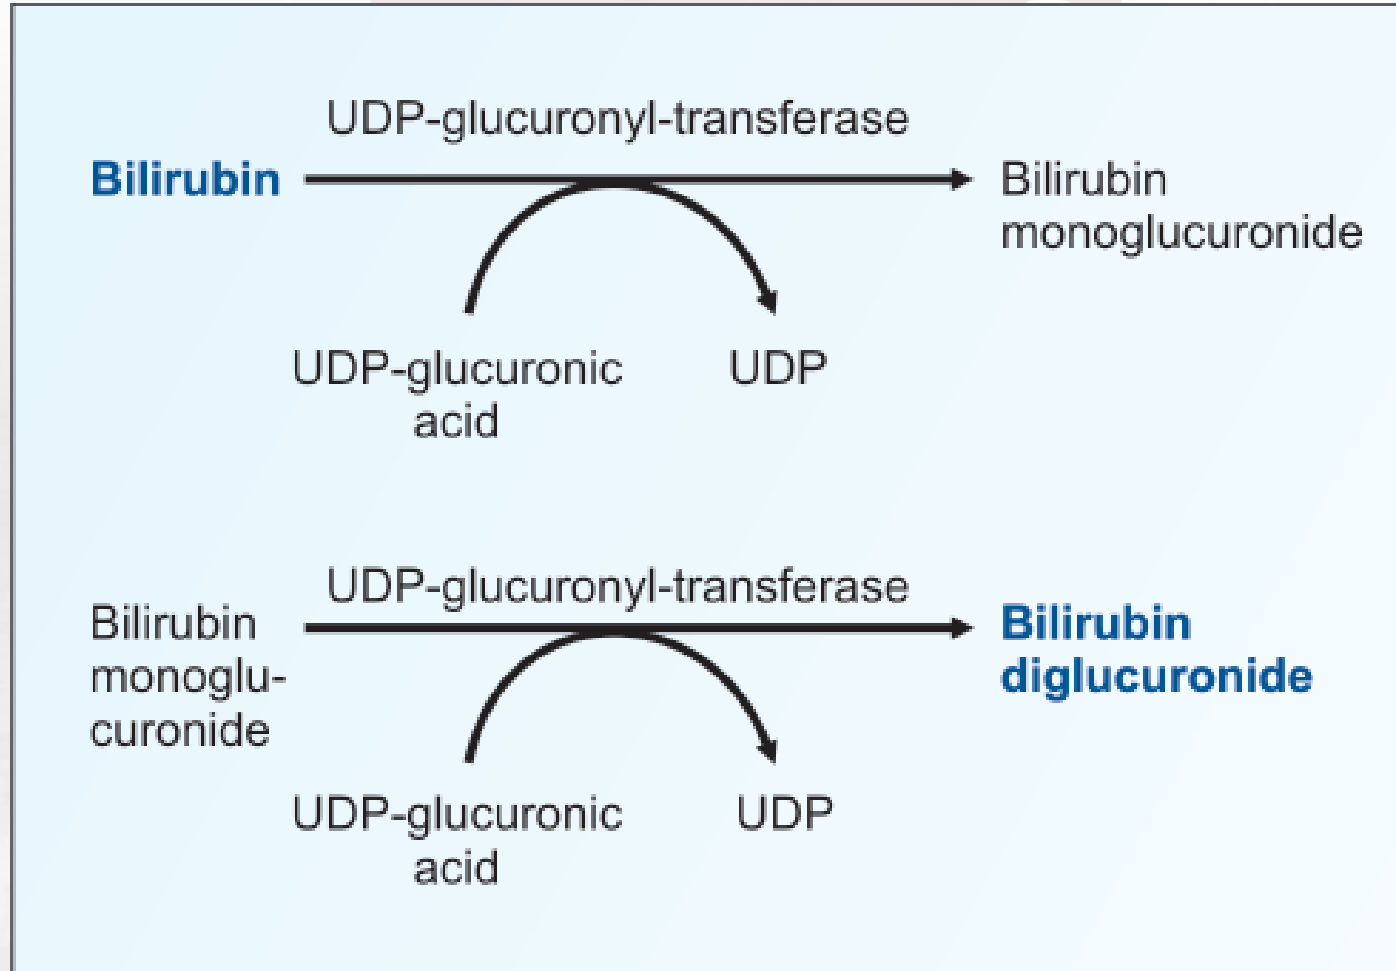 UDP-glucuronyl-transferase
Bilirubin
Bilirubin
monoglucuronide
UDP-glucuronic
acid
UDP
UDP-glucuronyl-transferase
Bilirubin
monoglu-
curonide
Bilirubin
diglucuronide
UDP-glucuronic
acid
UDP